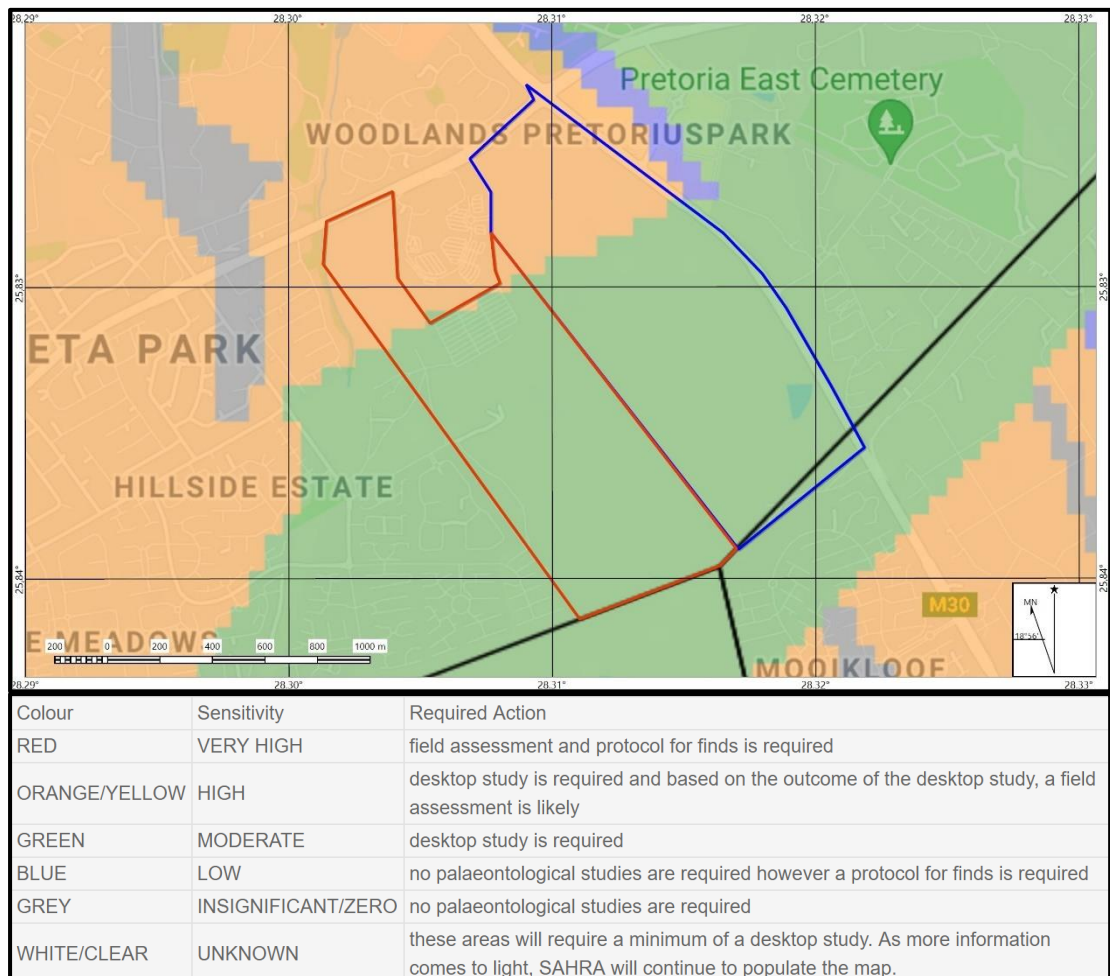 28.29° 28.30° 28.31° 28.32° 28.33°
Pretoria East Cemetery
WOODLANDS PRETORIUSPARK
25.83° 25.83°
ETA PARK
HILLSIDE ESTATE
25.84° 25.84°
M30
MN
18°56'
E MEADOWS
200 0 200 400 600 800 1000 m
MOOIKLOOF
28.29° 28.30° 28.31° 28.32° 28.33°
Colour Sensitivity Required Action
RED VERY HIGH field assessment and protocol for finds is required
ORANGE/YELLOW HIGH desktop study is required and based on the outcome of the desktop study, a field
assessment is likely
GREEN MODERATE desktop study is required
BLUE LOW no palaeontological studies are required however a protocol for finds is required
GREY INSIGNIFICANT/ZERO no palaeontological studies are required
WHITE/CLEAR UNKNOWN these areas will require a minimum of a desktop study. As more information
comes to light, SAHRA will continue to populate the map.